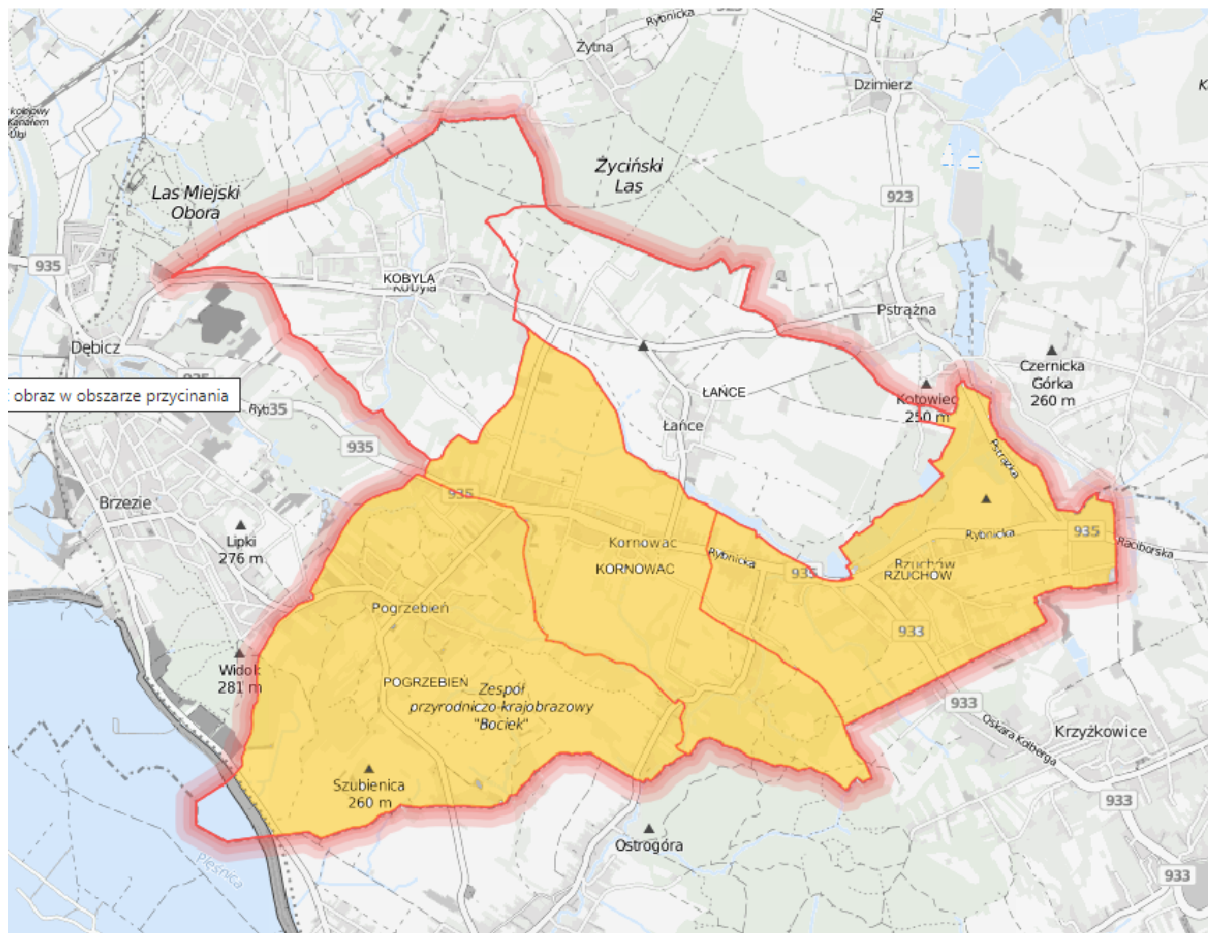 923
Rybnicka
Żytna
Dzimierz
kolejowy
Kanałem
Ulgi
Życiński
Las
Las Miejski
Obora
923
935
KOBYLA
Kobyla
Pstrążna
Dębicz
Czernicka
Górka
260 m
obraz w obszarze przycinania
ŁAŃCE
Kotowiec
250 m
935
Łańce
935
Pstrążka
935
Brzezie
Lipki
276 m
Kornowac
KORNOWAC
Rybnicka
935
Rybnicka
935
Raciborska
Rzuchów
RZUCHÓW
Pogrzebień
933
Widok
281 m
POGRZEBIEŃ
Zespół
przyrodniczo-krajobrazowy
"Bociek"
933
Oskara Kolberga
Krzyżkowice
Szubienica
260 m
933
Ostrogóra
933